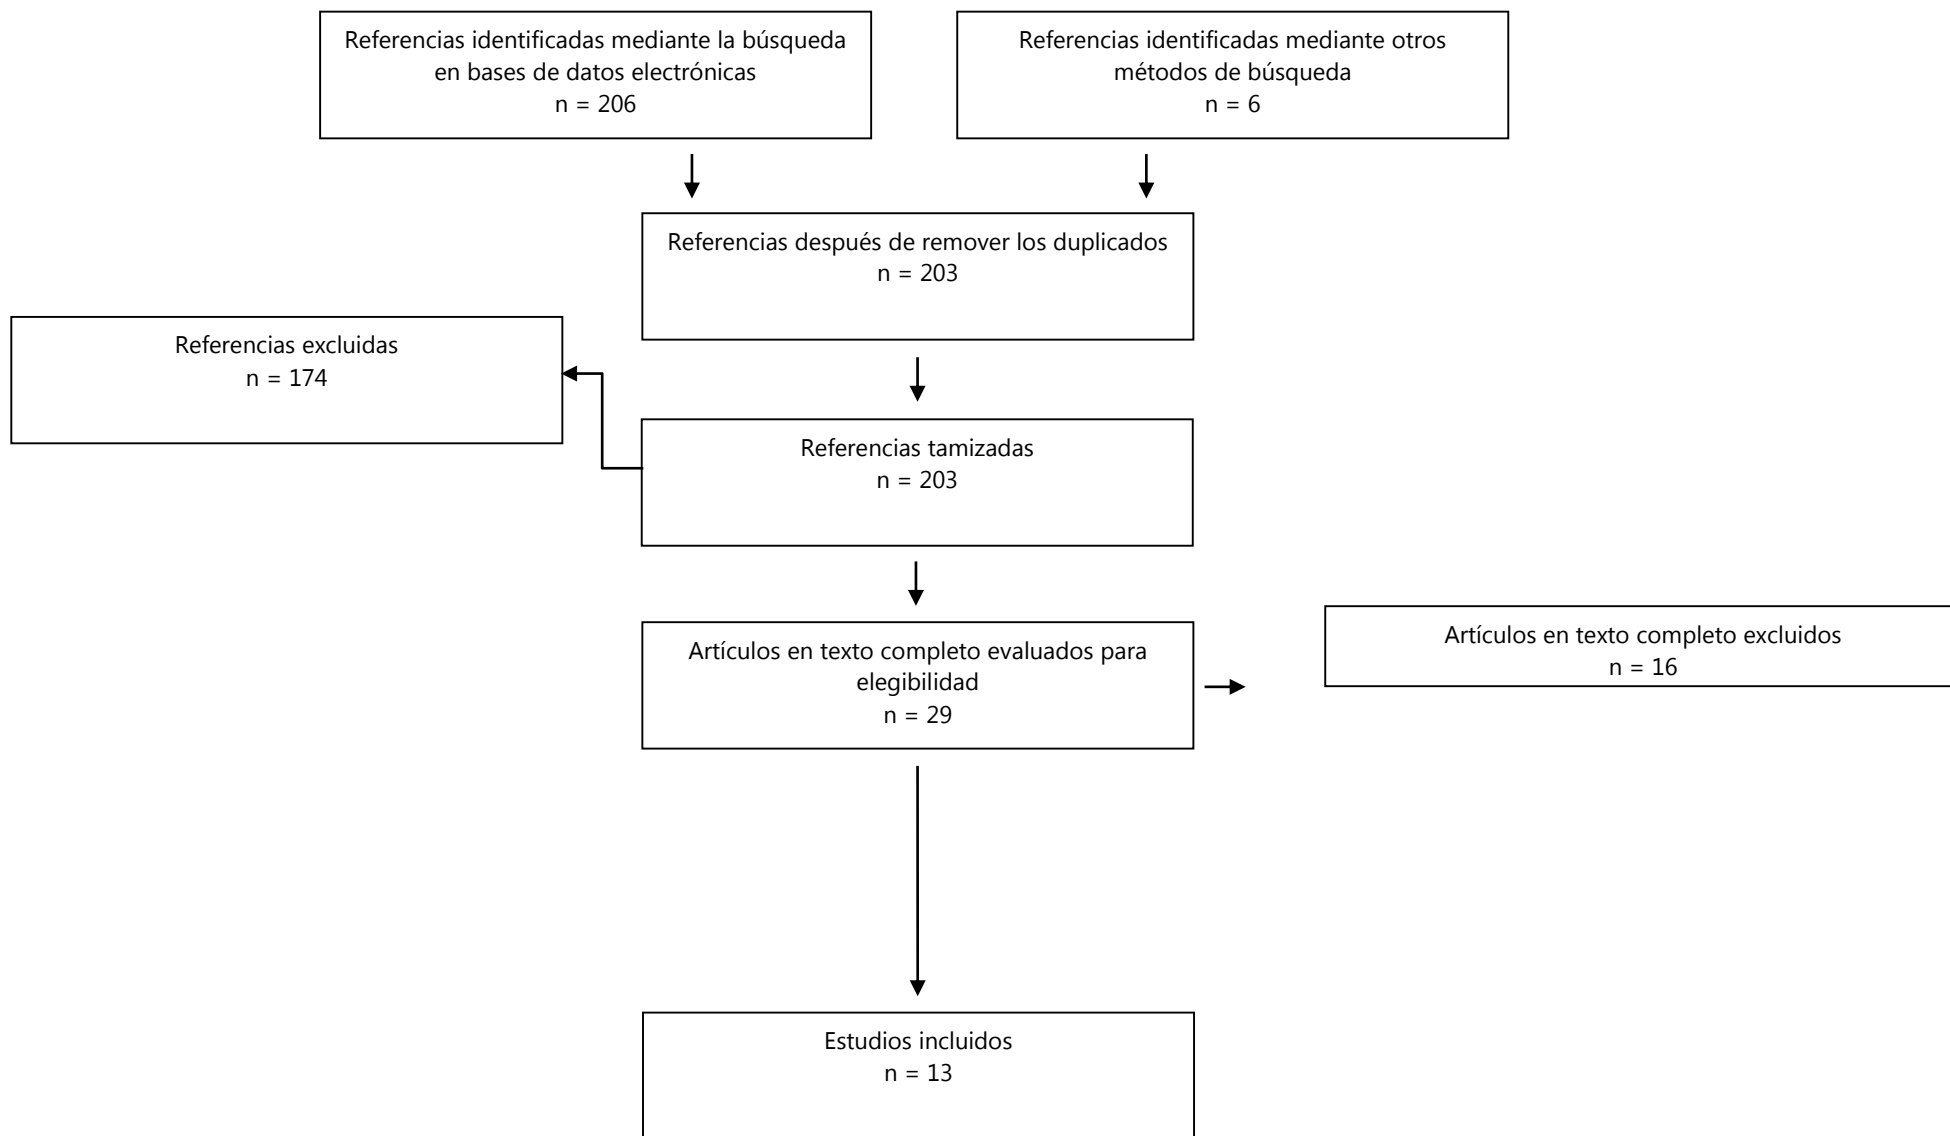 Referencias identificadas mediante la búsqueda
en bases de datos electrónicas
n = 206
Referencias identificadas mediante otros
métodos de búsqueda
n = 6
Referencias después de remover los duplicados
n = 203
Referencias excluidas
n = 174
Referencias tamizadas
n = 203
Artículos en texto completo evaluados para
elegibilidad
n = 29
Artículos en texto completo excluidos
n = 16
Estudios incluidos
n = 13